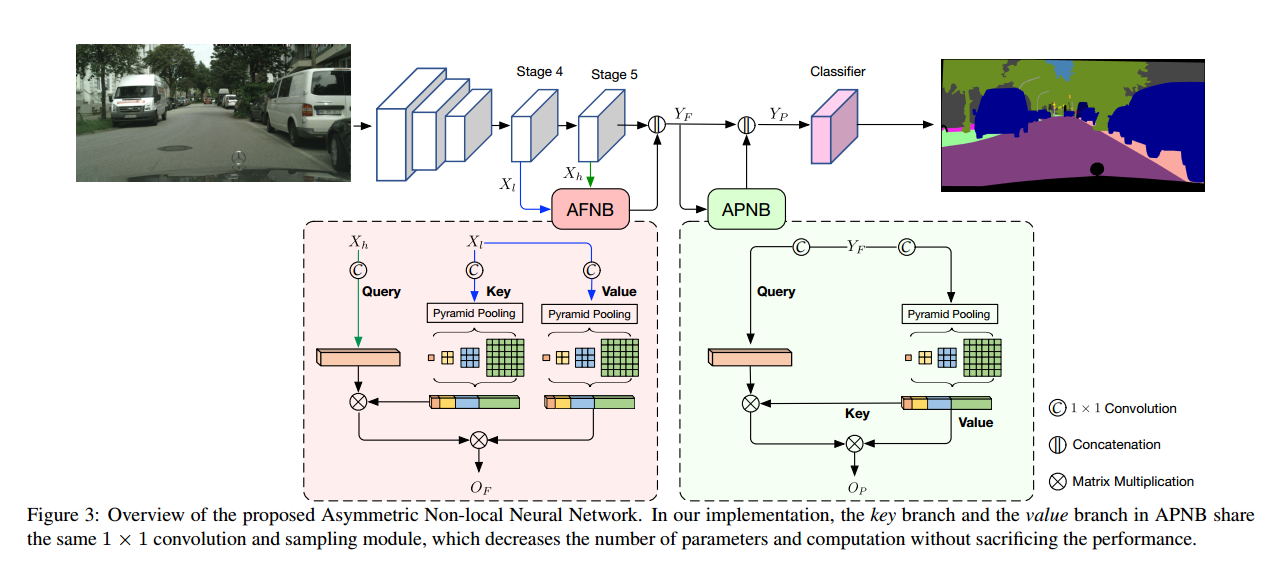 Stage 4
Stage 5
Classifier
Y_F
Y_P
X_l
X_h
AFNB
APNB
X_h
X_l
Y_F
C
C
C
C
C
Query
Key
Value
Query
Pyramid Pooling
Pyramid Pooling
Pyramid Pooling
Key
Value
O_F
O_P
C 1 × 1 Convolution
Concatenation
Matrix Multiplication
Figure 3: Overview of the proposed Asymmetric Non-local Neural Network. In our implementation, the key branch and the value branch in APNB share
the same 1 × 1 convolution and sampling module, which decreases the number of parameters and computation without sacrificing the performance.